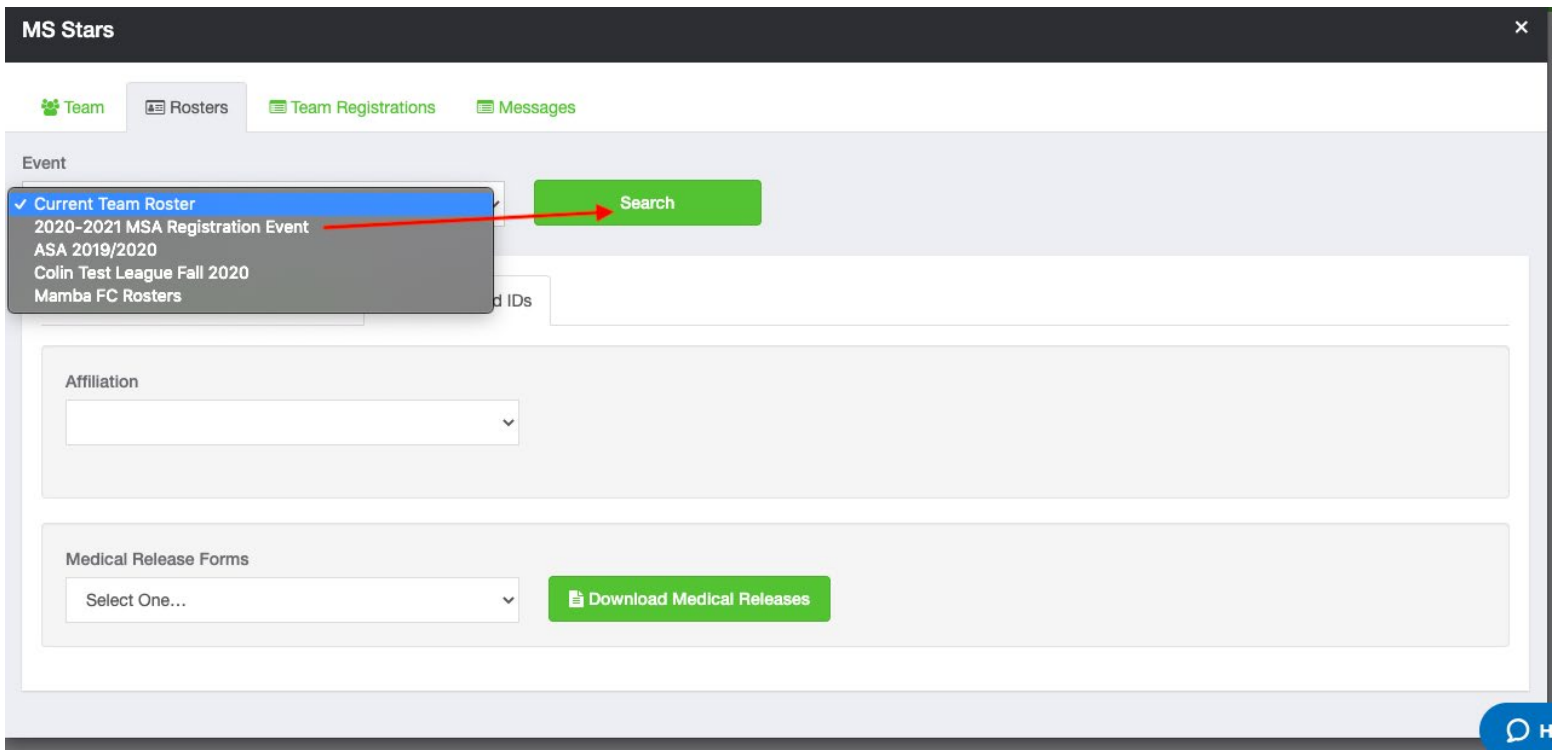 MS Stars ×
Team Rosters Team Registrations Messages
Event
✓ Current Team Roster
2020-2021 MSA Registration Event
ASA 2019/2020
Colin Test League Fall 2020
Mamba FC Rosters
Search
IDs
Affiliation
Medical Release Forms
Select One...
Download Medical Releases